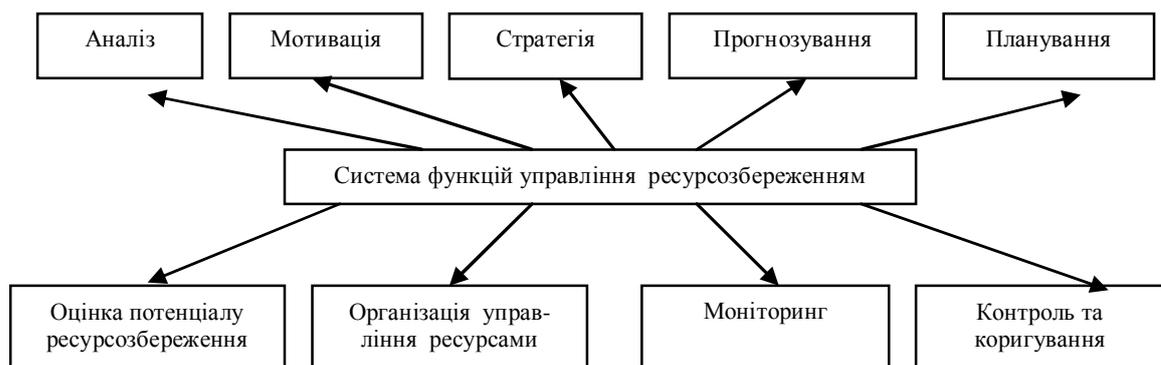 Аналіз
Мотивація
Стратегія
Прогнозування
Планування
Система функцій управління ресурсозбереженням
Оцінка потенціалу
ресурсозбереження
Організація управ-
ління ресурсами
Моніторинг
Контроль та
коригування